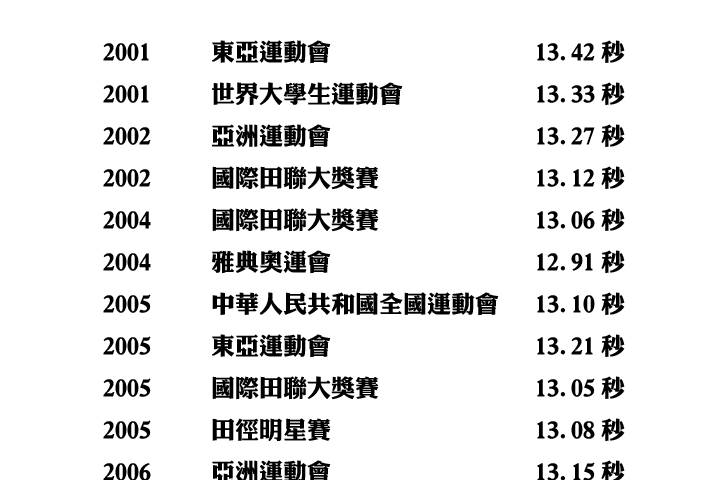 2001 東亞運動會 13.42 秒
2001 世界大學生運動會 13.33 秒
2002 亞洲運動會 13.27 秒
2002 國際田聯大獎賽 13.12 秒
2004 國際田聯大獎賽 13.06 秒
2004 雅典奧運會 12.91 秒
2005 中華人民共和國全國運動會 13.10 秒
2005 東亞運動會 13.21 秒
2005 國際田聯大獎賽 13.05 秒
2005 田徑明星賽 13.08 秒
2006 亞洲運動會 13.15 秒